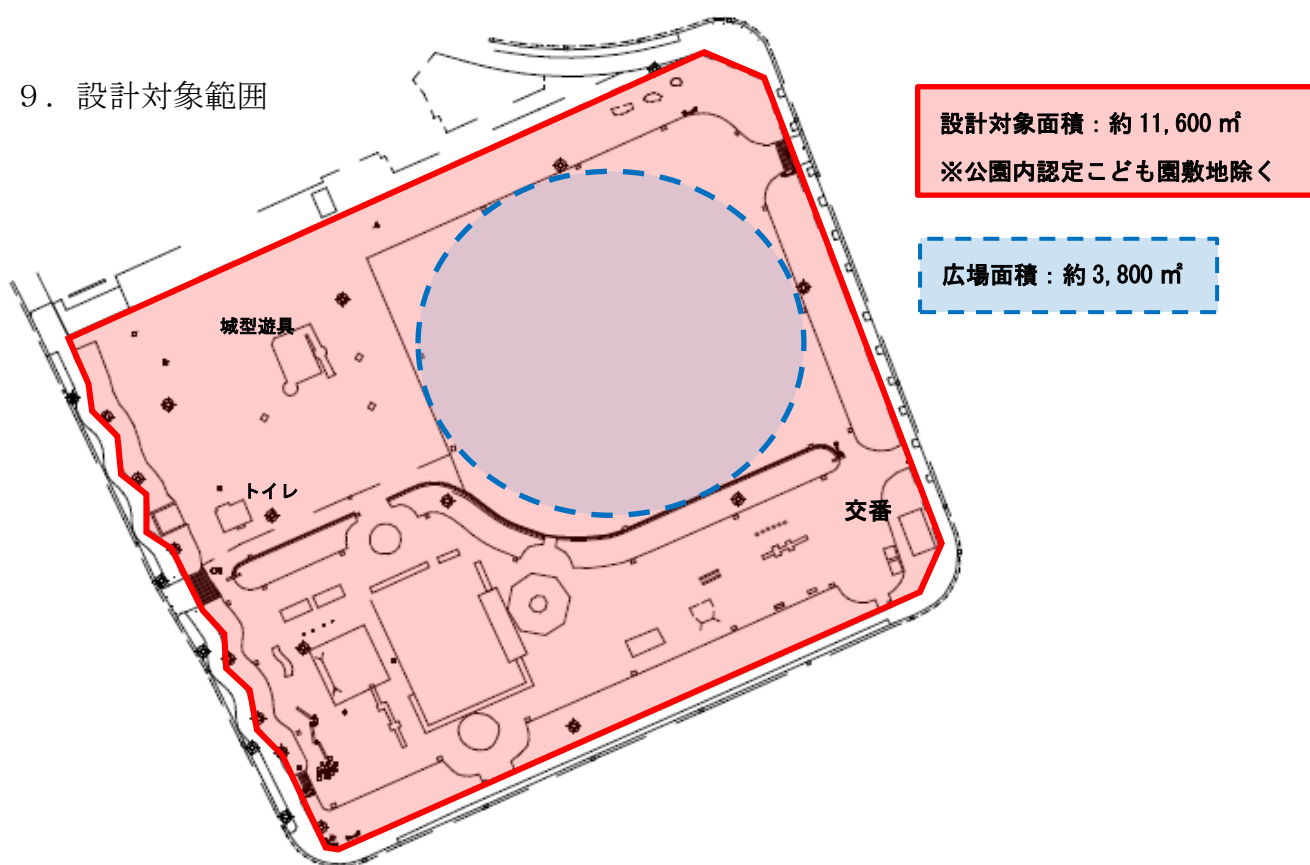 9．設計対象範囲
設計対象面積：約 11,600 ㎡
※公園内認定こども園敷地除く
広場面積：約 3,800 ㎡
城型遊具
トイレ
交番